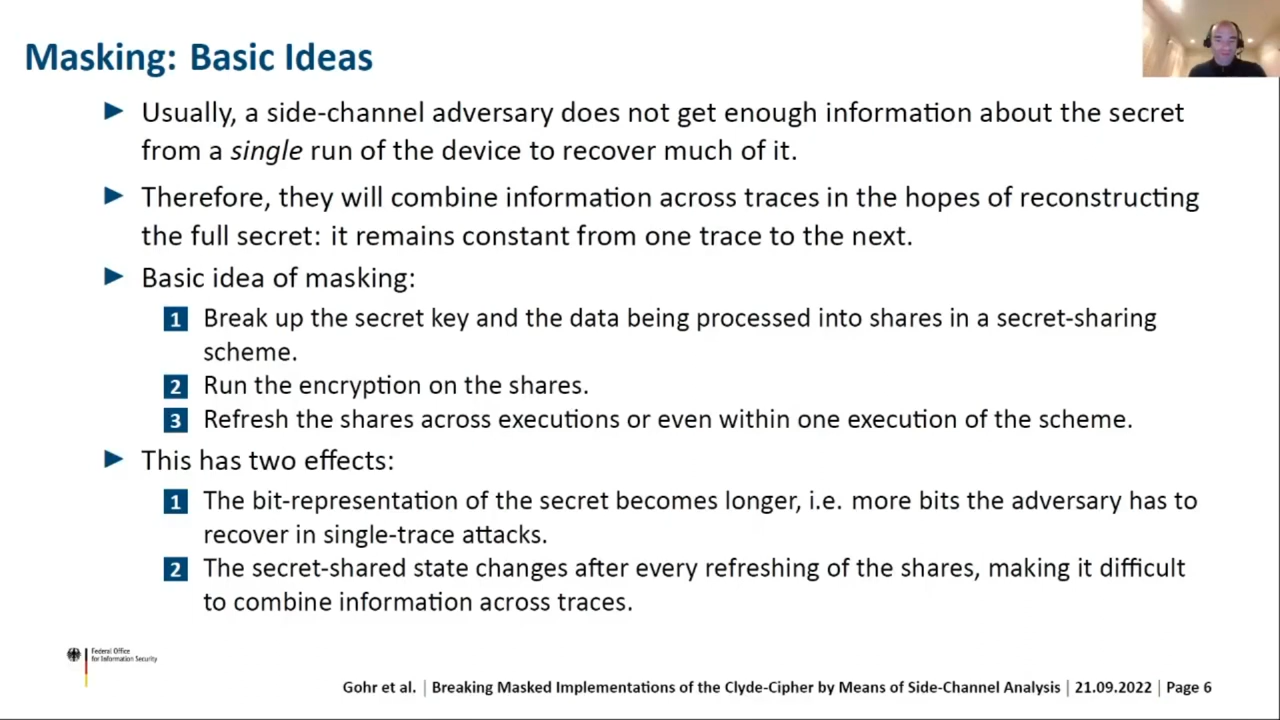 Masking: Basic Ideas
Usually, a side-channel adversary does not get enough information about the secret
from a single run of the device to recover much of it.
Therefore, they will combine information across traces in the hopes of reconstructing
the full secret: it remains constant from one trace to the next.
Basic idea of masking:
1 Break up the secret key and the data being processed into shares in a secret-sharing
scheme.
2 Run the encryption on the shares.
3 Refresh the shares across executions or even within one execution of the scheme.
This has two effects:
1 The bit-representation of the secret becomes longer, i.e. more bits the adversary has to
recover in single-trace attacks.
2 The secret-shared state changes after every refreshing of the shares, making it difficult
to combine information across traces.
Federal Office
for Information Security
Gohr et al. | Breaking Masked Implementations of the Clyde-Cipher by Means of Side-Channel Analysis | 21.09.2022 | Page 6